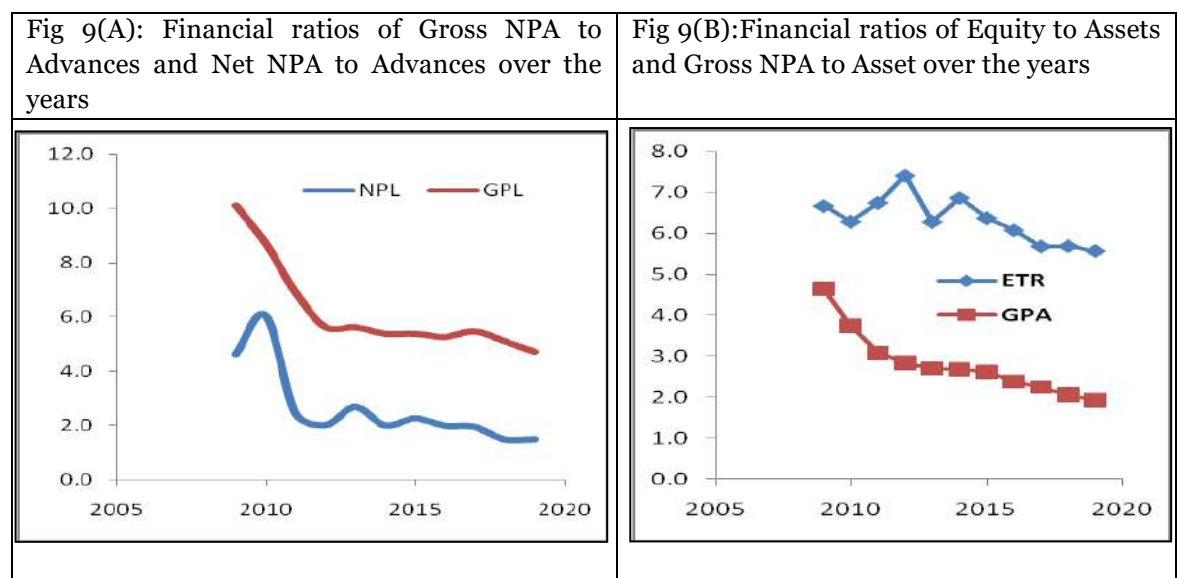 Fig 9(A): Financial ratios of Gross NPA to
Advances and Net NPA to Advances over the
years
Fig 9(B):Financial ratios of Equity to Assets
and Gross NPA to Asset over the years
12.0
10.0
8.0
6.0
4.0
2.0
0.0
NPL GPL
2005 2010 2015 2020
8.0
7.0
6.0
5.0
4.0
3.0
2.0
1.0
0.0
ETR
GPA
2005 2010 2015 2020